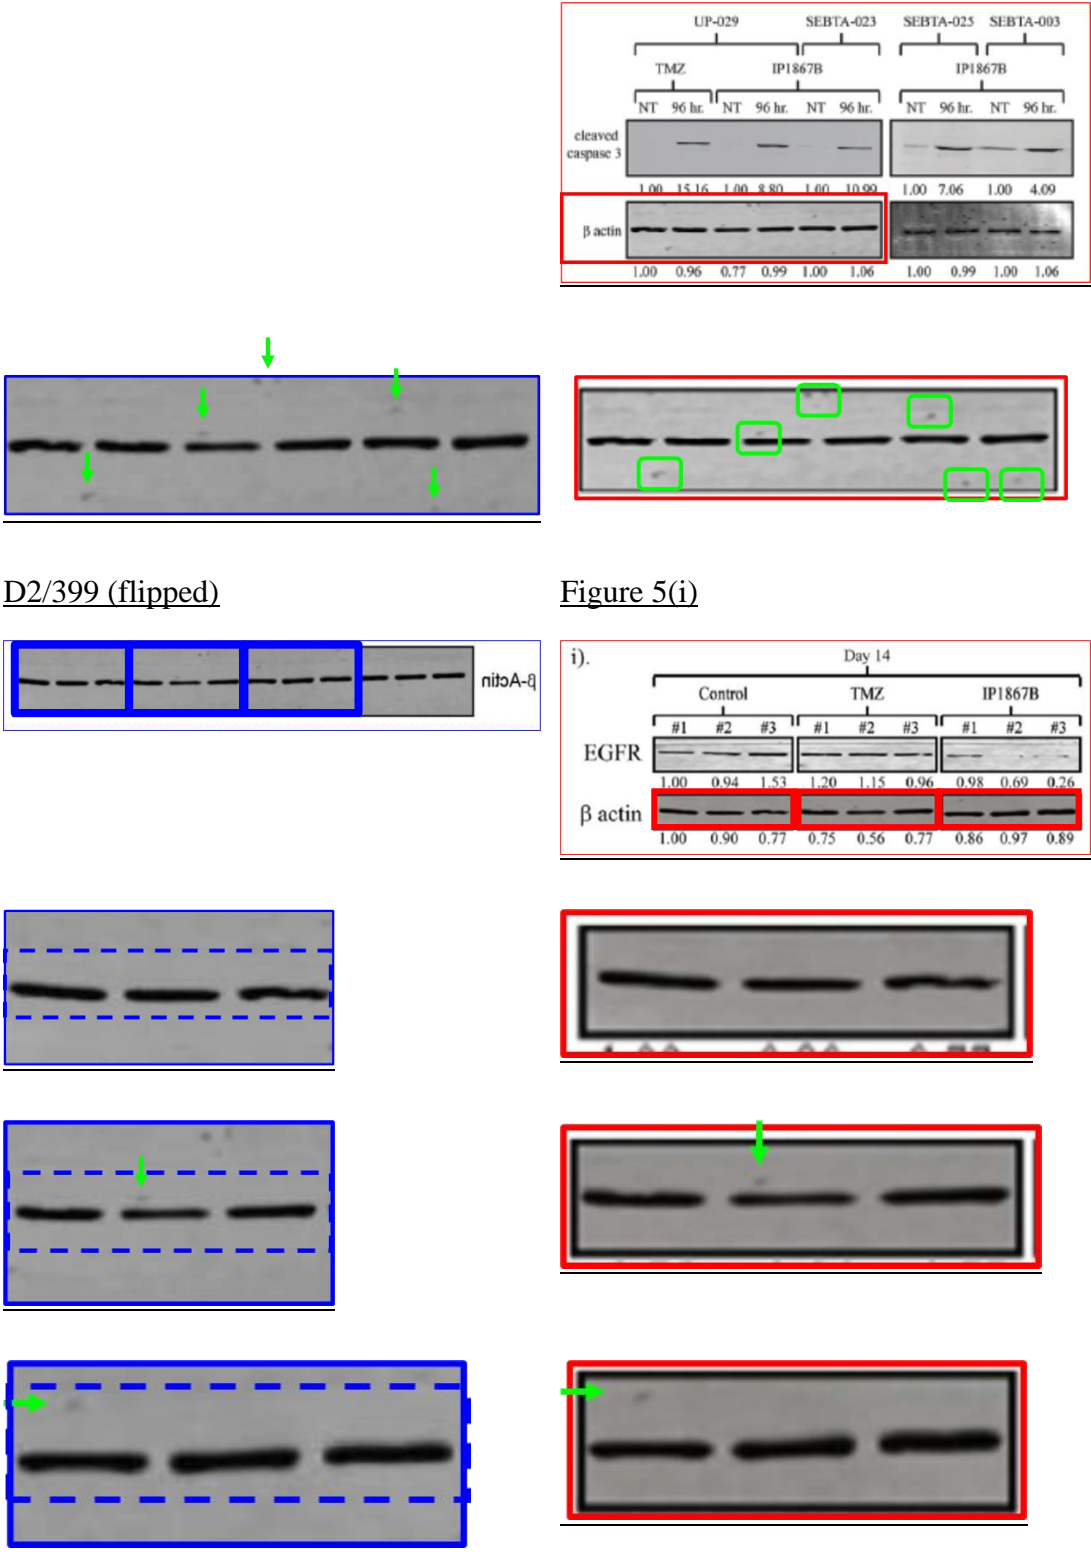 UP-029 SEBTA-023 SEBTA-025 SEBTA-003
TMZ IP1867B IP1867B
NT 96 hr. NT 96 hr. NT 96 hr. NT 96 hr. NT 96 hr.
cleaved
caspase 3
1.00 15.16 1.00 8.80 1.00 10.99 1.00 7.06 1.00 4.09
β actin
1.00 0.96 0.77 0.99 1.00 1.06 1.00 0.99 1.00 1.06
D2/399 (flipped) Figure 5(i)
β-Actin
i). Day 14
Control TMZ IP1867B
#1 #2 #3 #1 #2 #3 #1 #2 #3
EGFR
1.00 0.94 1.53 1.20 1.15 0.96 0.98 0.69 0.26
β actin
1.00 0.90 0.77 0.75 0.56 0.77 0.86 0.97 0.89